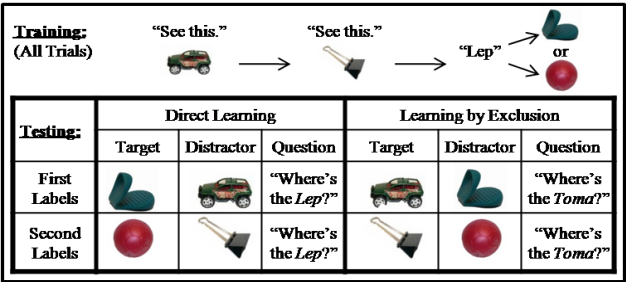 Training:
(All Trials)
“See this.”
“See this.”
“Lep”
or
Testing:
Direct Learning
Learning by Exclusion
Target
Distractor
Question
Target
Distractor
Question
First
Labels
“Where’s
the Lep?”
“Where’s
the Toma?”
Second
Labels
“Where’s
the Lep?”
“Where’s
the Toma?”